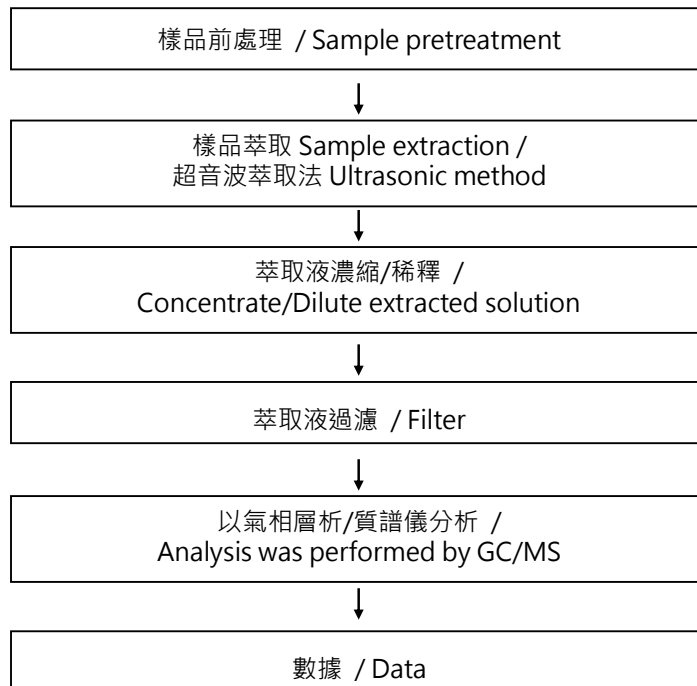 樣品前處理 / Sample pretreatment
樣品萃取 Sample extraction /
超音波萃取法 Ultrasonic method
萃取液濃縮/稀釋 /
Concentrate/Dilute extracted solution
萃取液過濾 / Filter
以氣相層析/質譜儀分析 /
Analysis was performed by GC/MS
數據 / Data